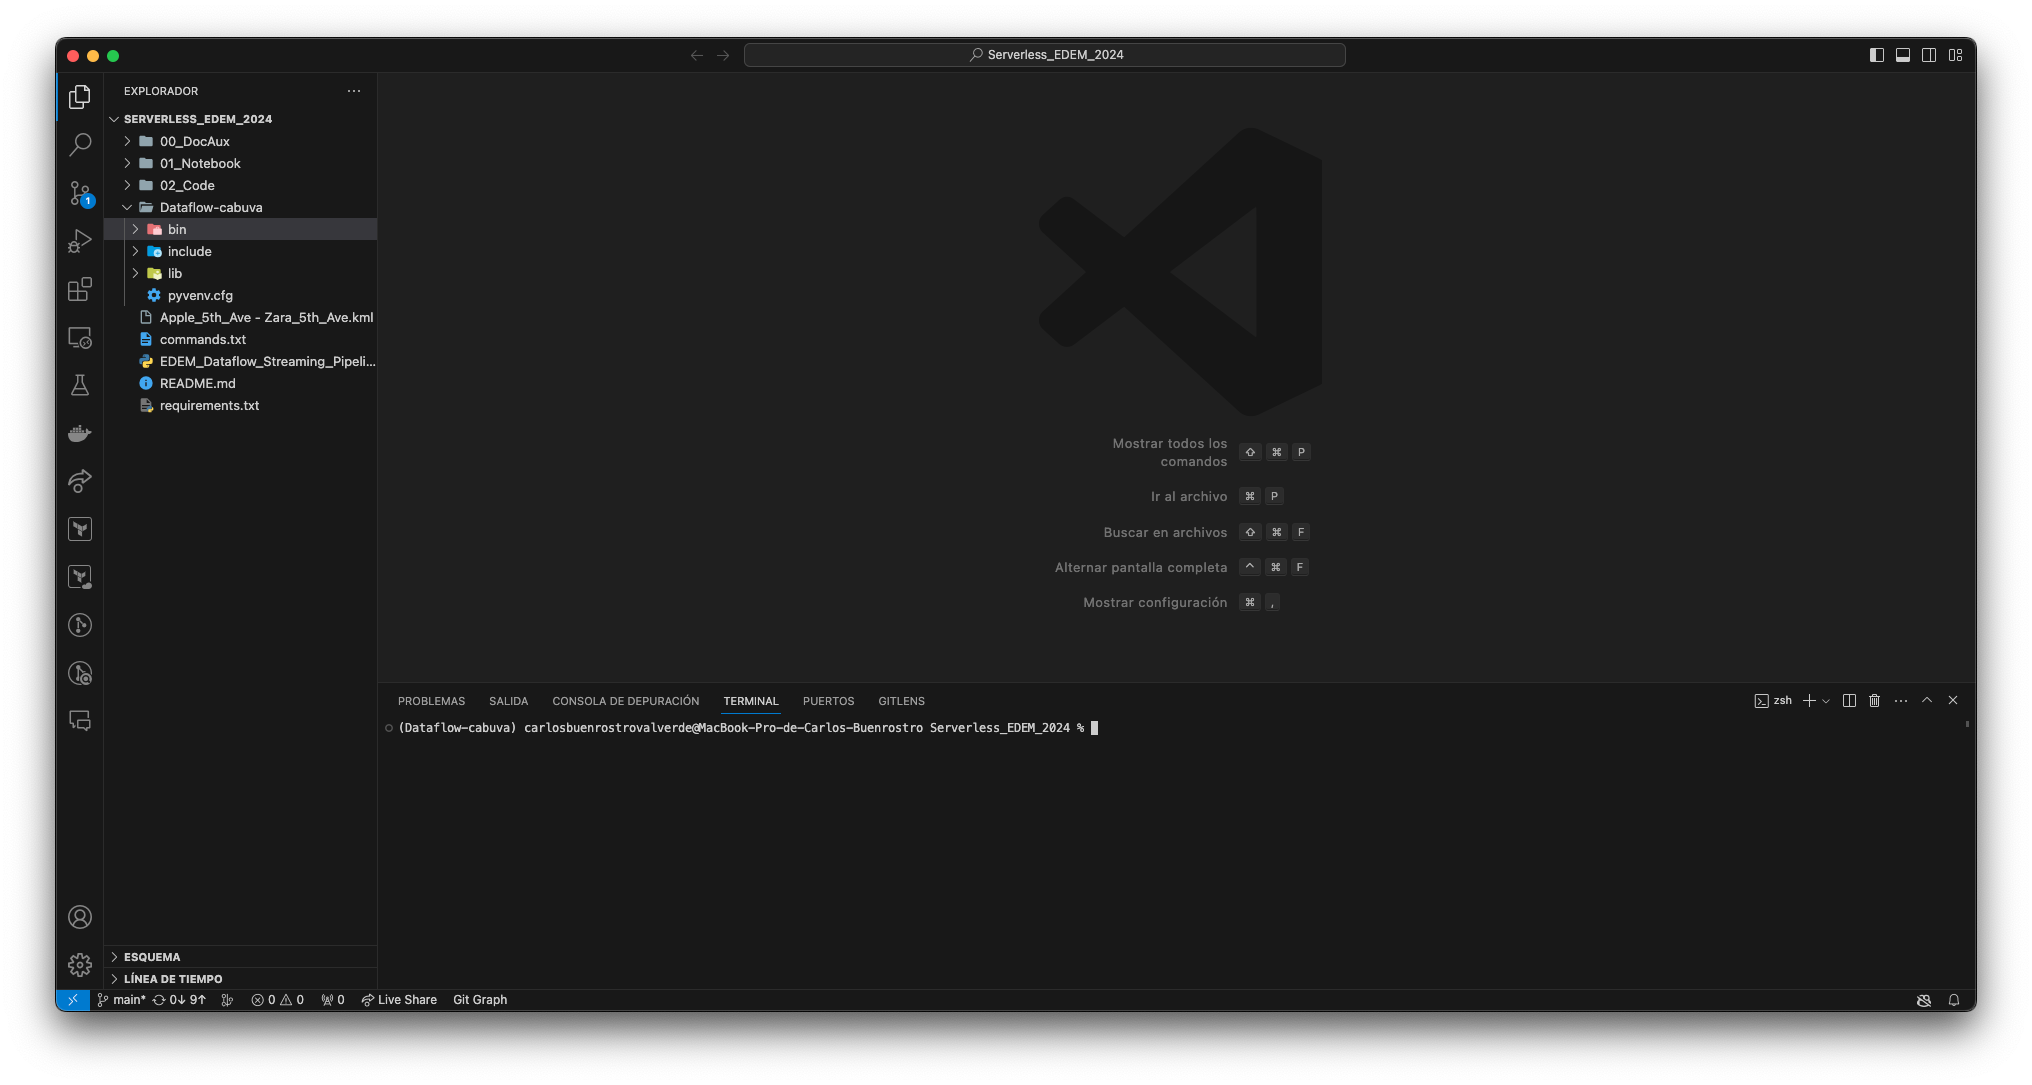 Serverless_EDEM_2024
EXPLORADOR
SERVERLESS_EDEM_2024
00_DocAux
01_Notebook
02_Code
Dataflow-cabuva
bin
include
lib
pyvenv.cfg
Apple_5th_Ave - Zara_5th_Ave.kml
commands.txt
EDEM_Dataflow_Streaming_Pipeli...
README.md
requirements.txt
1
Mostrar todos los
comandos ⇧ ⌘ P
Ir al archivo ⌘ P
Buscar en archivos ⇧ ⌘ F
Alternar pantalla completa ^ ⌘ F
Mostrar configuración ⌘ ,
PROBLEMAS SALIDA CONSOLA DE DEPURACIÓN TERMINAL PUERTOS GITLENS
zsh
(Dataflow-cabuva) carlosbuenrostrovalverde@MacBook-Pro-de-Carlos-Buenrostro Serverless_EDEM_2024 %
ESQUEMA
LÍNEA DE TIEMPO
main* 0↓ 9↑ 0 0 0 Live Share Git Graph